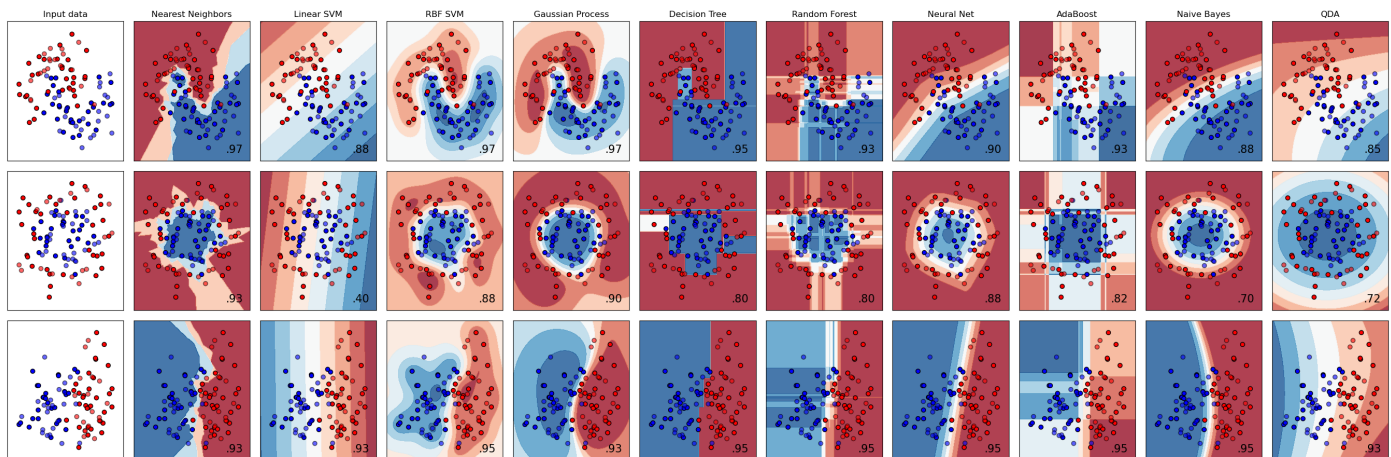 Input data Nearest Neighbors Linear SVM RBF SVM Gaussian Process Decision Tree Random Forest Neural Net AdaBoost Naive Bayes QDA
.97 .88 .97 .97 .95 .93 .90 .93 .88 .85
.93 .40 .88 .90 .80 .80 .88 .82 .70 .72
.93 .93 .95 .93 .95 .95 .95 .95 .95 .93